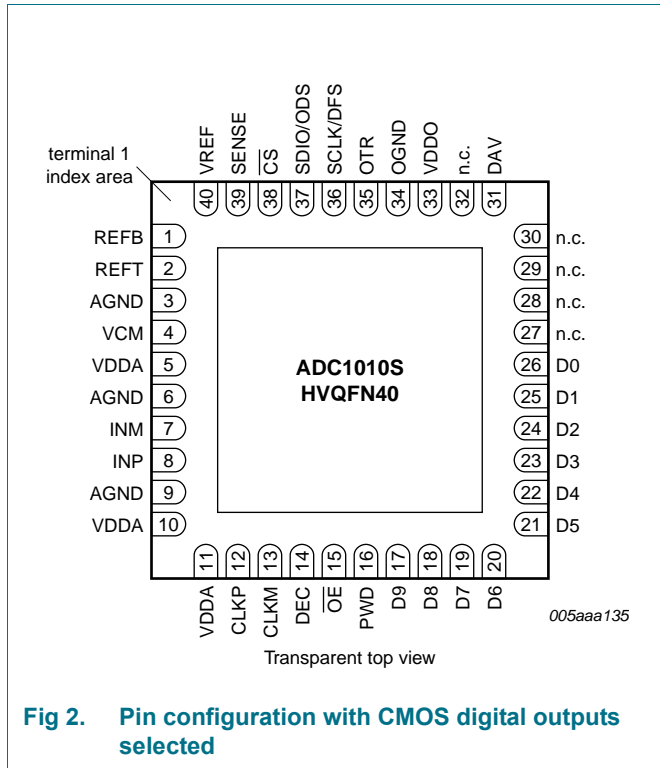 VREF
SENSE
CS
SDIO/ODS
SCLK/DFS
OTR
OGND
VDDO
n.c.
DAV
terminal 1
index area
40
39
38
37
36
35
34
33
32
31
REFB 1
REFT 2
AGND 3
VCM 4
VDDA 5
AGND 6
INM 7
INP 8
AGND 9
VDDA 10
ADC1010S
HVQFN40
30 n.c.
29 n.c.
28 n.c.
27 n.c.
26 D0
25 D1
24 D2
23 D3
22 D4
21 D5
11
12
13
14
15
16
17
18
19
20
VDDA
CLKP
CLKM
DEC
OE
PWD
D9
D8
D7
D6
005aaa135
Transparent top view
Fig 2. Pin configuration with CMOS digital outputs
selected